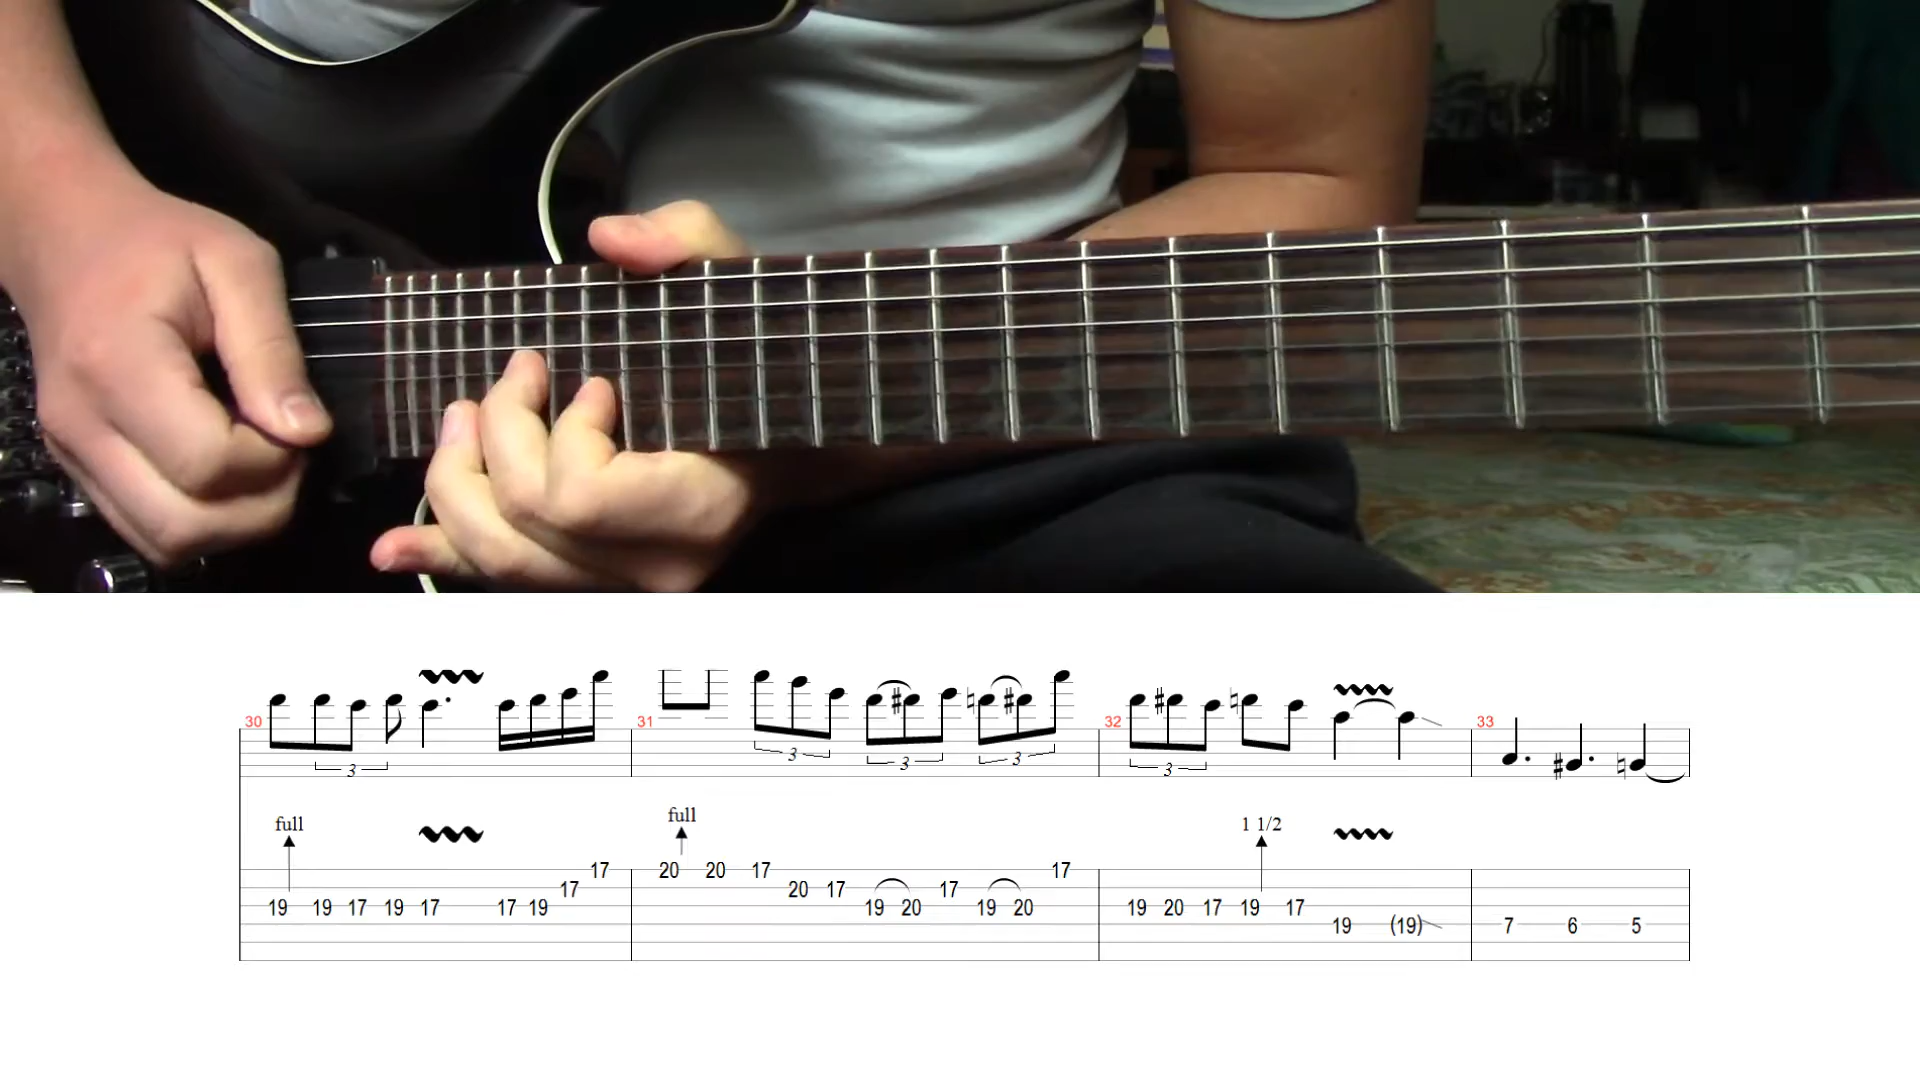 30 31 32 33
3 3 3 3 3
full full 1 1/2
20 20 17 17 17
17 20 17 17
19 19 17 19 17 17 19 19 20 19 20 19 20 17 19 17
19 (19) 7 6 5